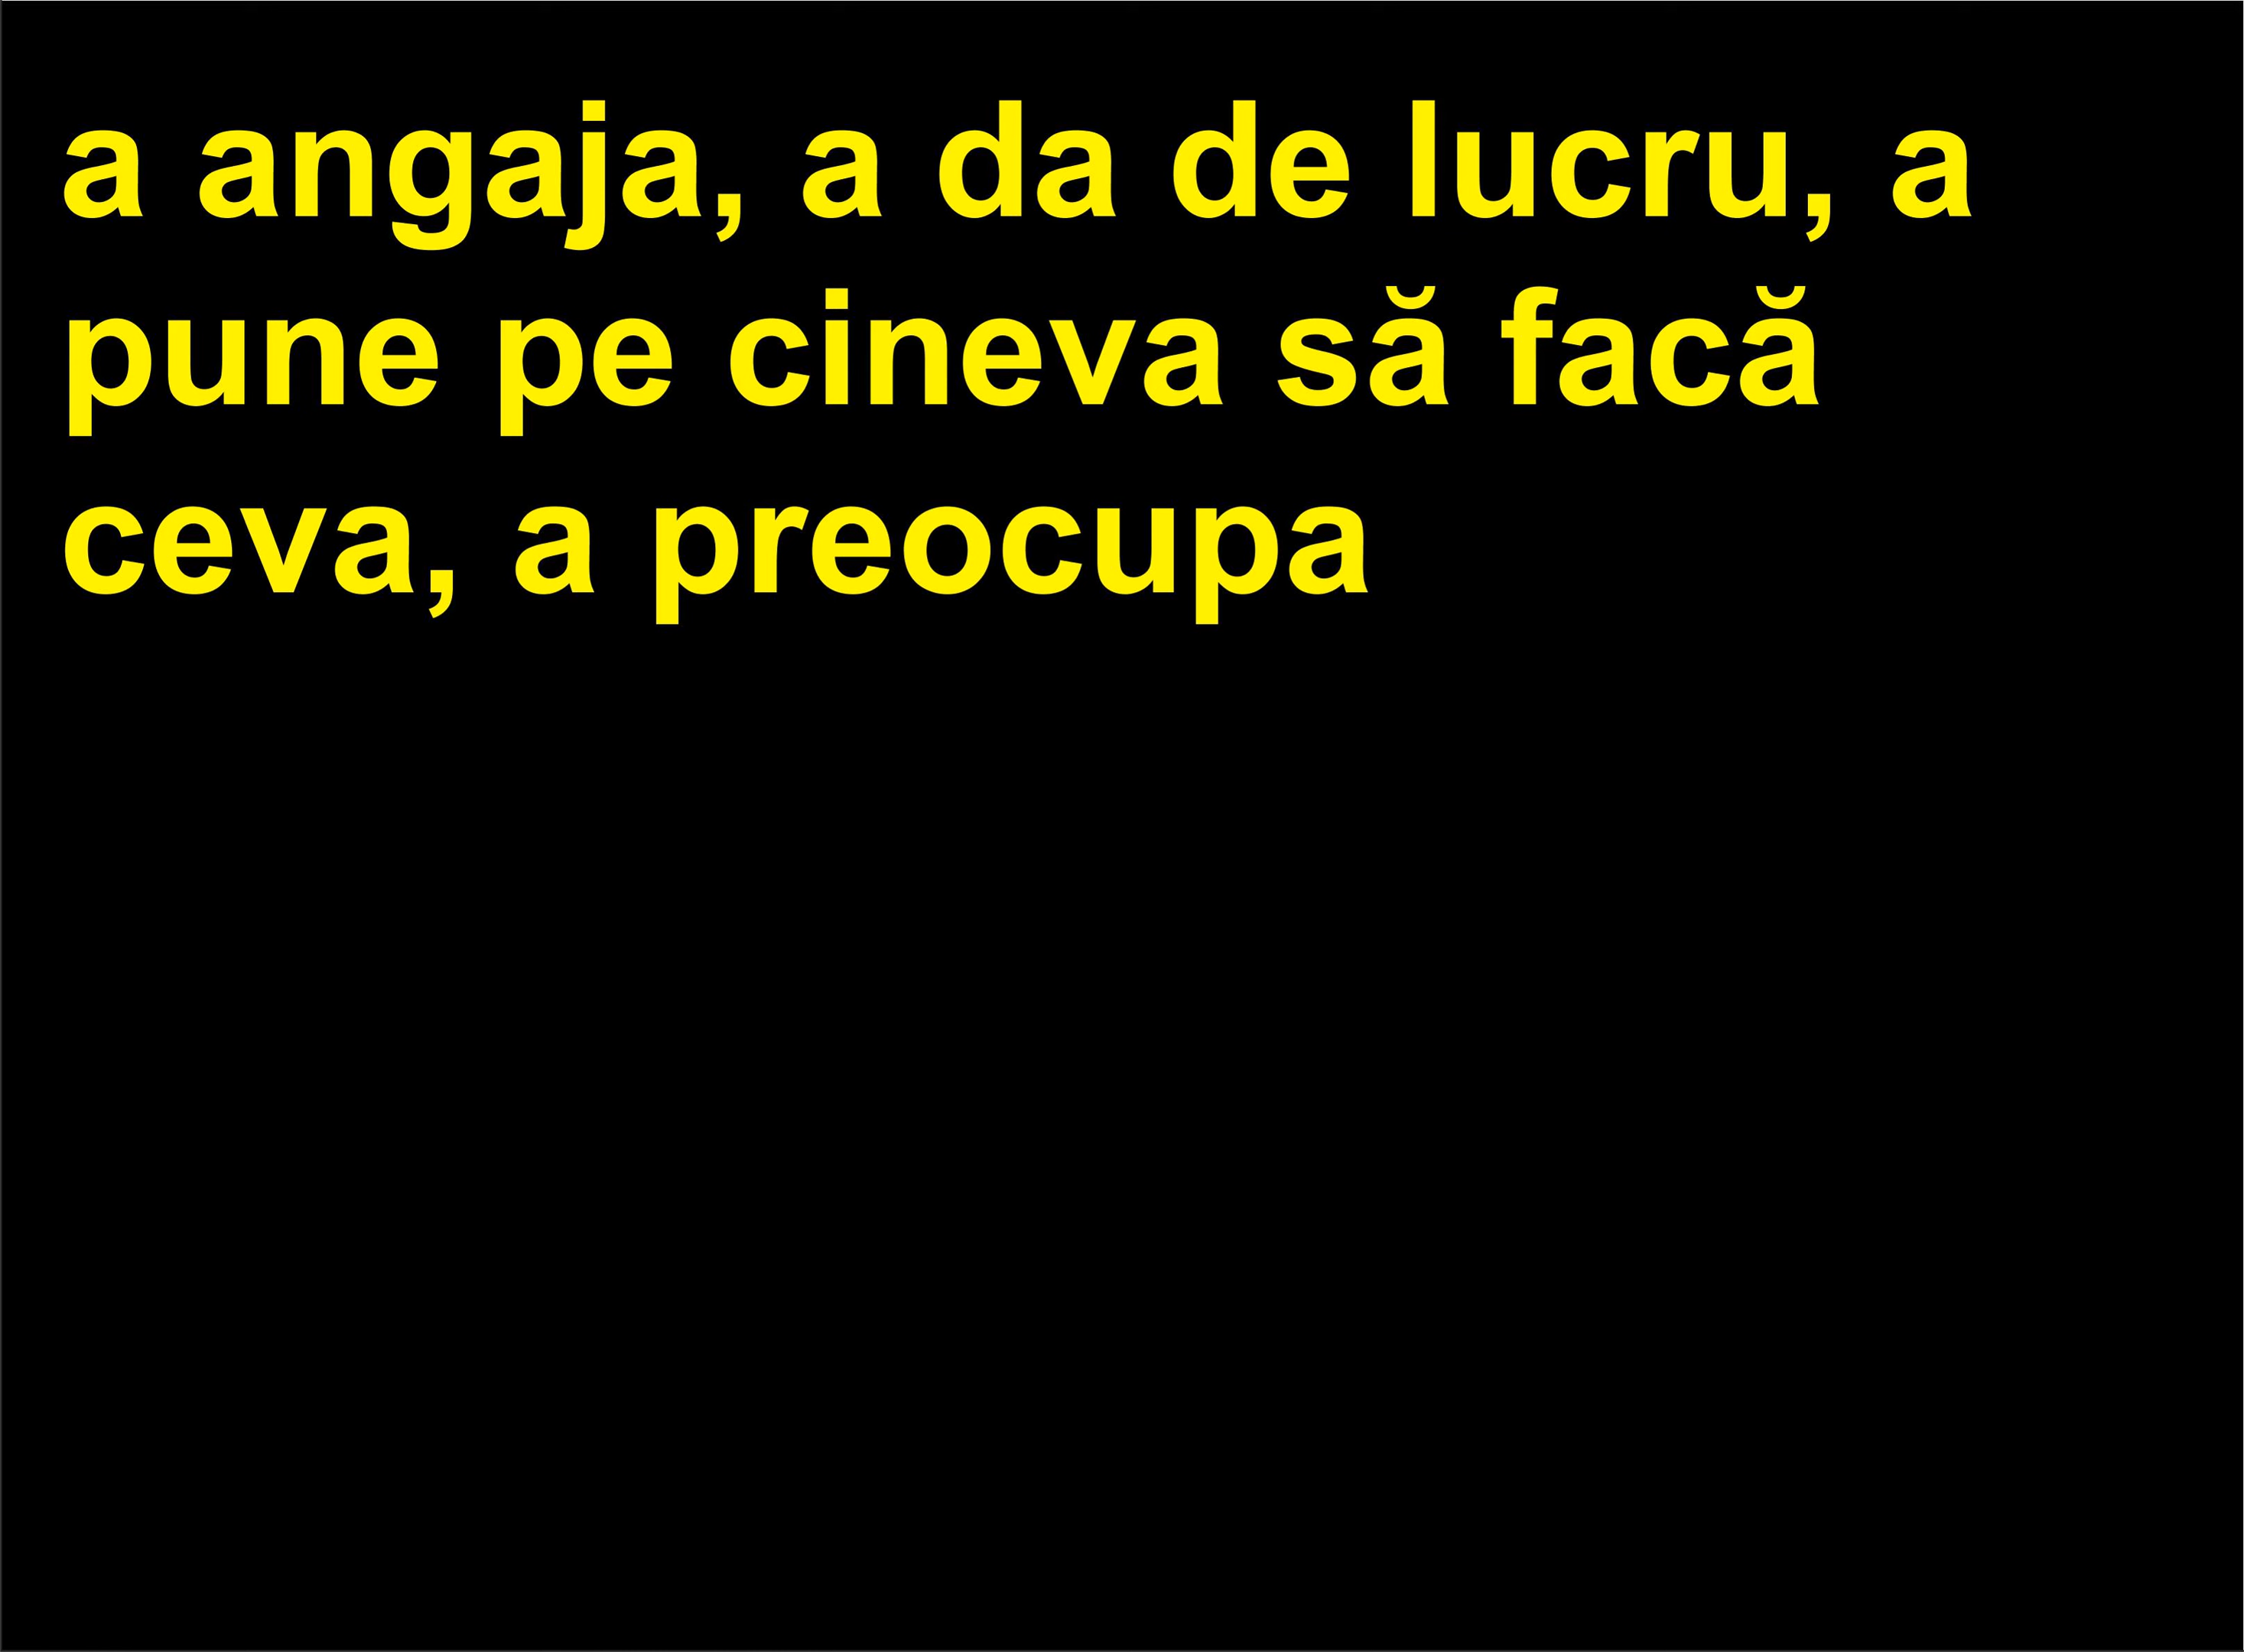 a angaja, a da de lucru, a
pune pe cineva să facă
ceva, a preocupa